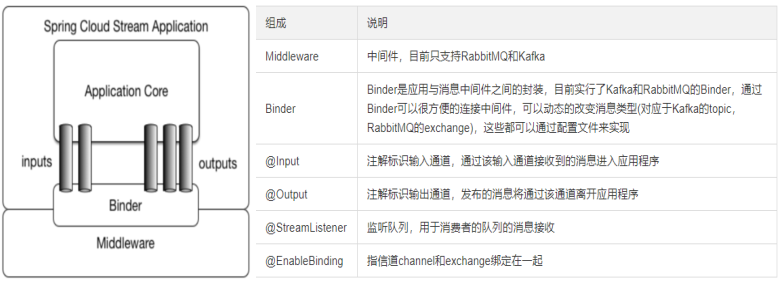 Spring Cloud Stream Application
Application Core
inputs
outputs
Binder
Middleware
组成
说明
Middleware
中间件，目前只支持RabbitMQ和Kafka
Binder
Binder是应用与消息中间件之间的封装，目前实行了Kafka和RabbitMQ的Binder，通过
Binder可以很方便的连接中间件，可以动态的改变消息类型(对应于Kafka的topic，
RabbitMQ的exchange)，这些都可以通过配置文件来实现
@Input
注解标识输入通道，通过该输入通道接收到的消息进入应用程序
@Output
注解标识输出通道，发布的消息将通过该通道离开应用程序
@StreamListener
监听队列，用于消费者的队列的消息接收
@EnableBinding
指信道channel和exchange绑定在一起